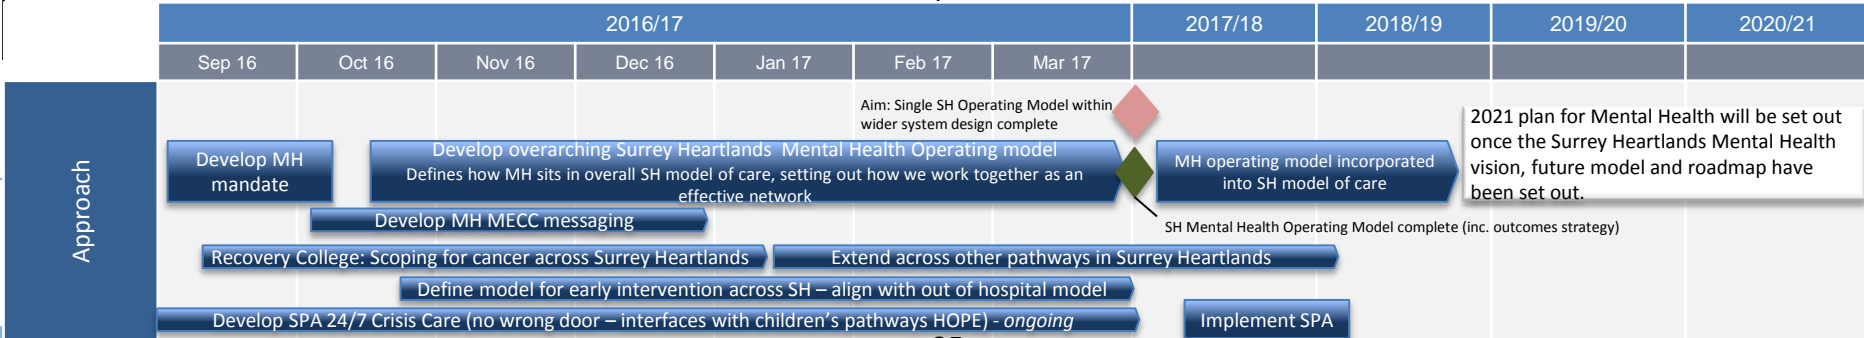 2016/17
2017/18
2018/19
2019/20
2020/21
Sep 16
Oct 16
Nov 16
Dec 16
Jan 17
Feb 17
Mar 17
Approach
Aim: Single SH Operating Model within
wider system design complete
Develop MH
mandate
Develop overarching Surrey Heartlands Mental Health Operating model
Defines how MH sits in overall SH model of care, setting out how we work together as an
effective network
MH operating model incorporated
into SH model of care
2021 plan for Mental Health will be set out
once the Surrey Heartlands Mental Health
vision, future model and roadmap have
been set out.
Develop MH MECC messaging
SH Mental Health Operating Model complete (inc. outcomes strategy)
Recovery College: Scoping for cancer across Surrey Heartlands
Extend across other pathways in Surrey Heartlands
Define model for early intervention across SH – align with out of hospital model
Develop SPA 24/7 Crisis Care (no wrong door – interfaces with children’s pathways HOPE) - ongoing
Implement SPA